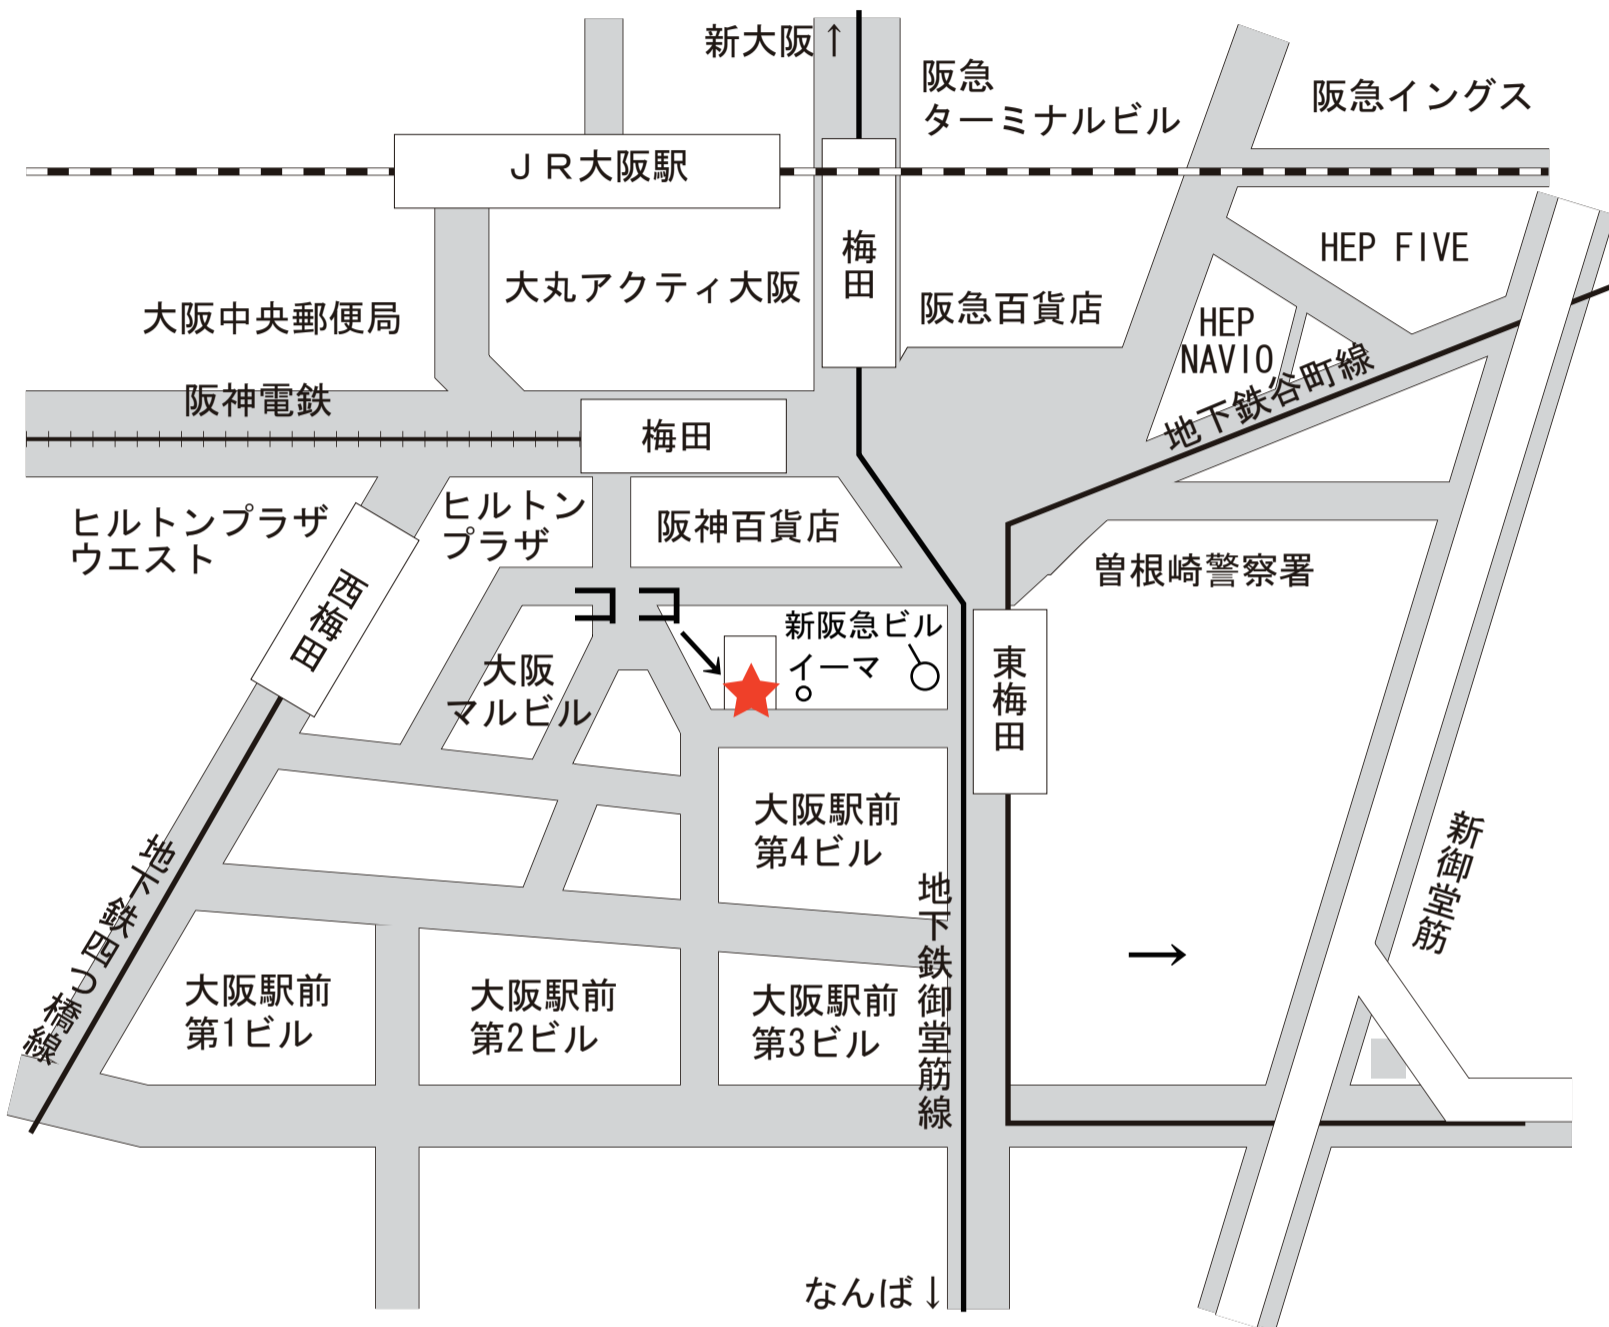 新大阪↑
阪急
ターミナルビル
阪急イングス
JR大阪駅
梅田
HEP FIVE
大丸アクティ大阪
大阪中央郵便局
阪急百貨店
HEP
NAVIO
地下鉄谷町線
阪神電鉄
梅田
ヒルトンプラザ
ウエスト
ヒルトン
プラザ
阪神百貨店
曽根崎警察署
西梅田
新阪急ビル
イーマ
大阪
マルビル
東梅田
大阪駅前
第4ビル
地下鉄四つ橋線
地下鉄御堂筋線
新御堂筋
大阪駅前
第1ビル
大阪駅前
第2ビル
大阪駅前
第3ビル
→
なんば↓